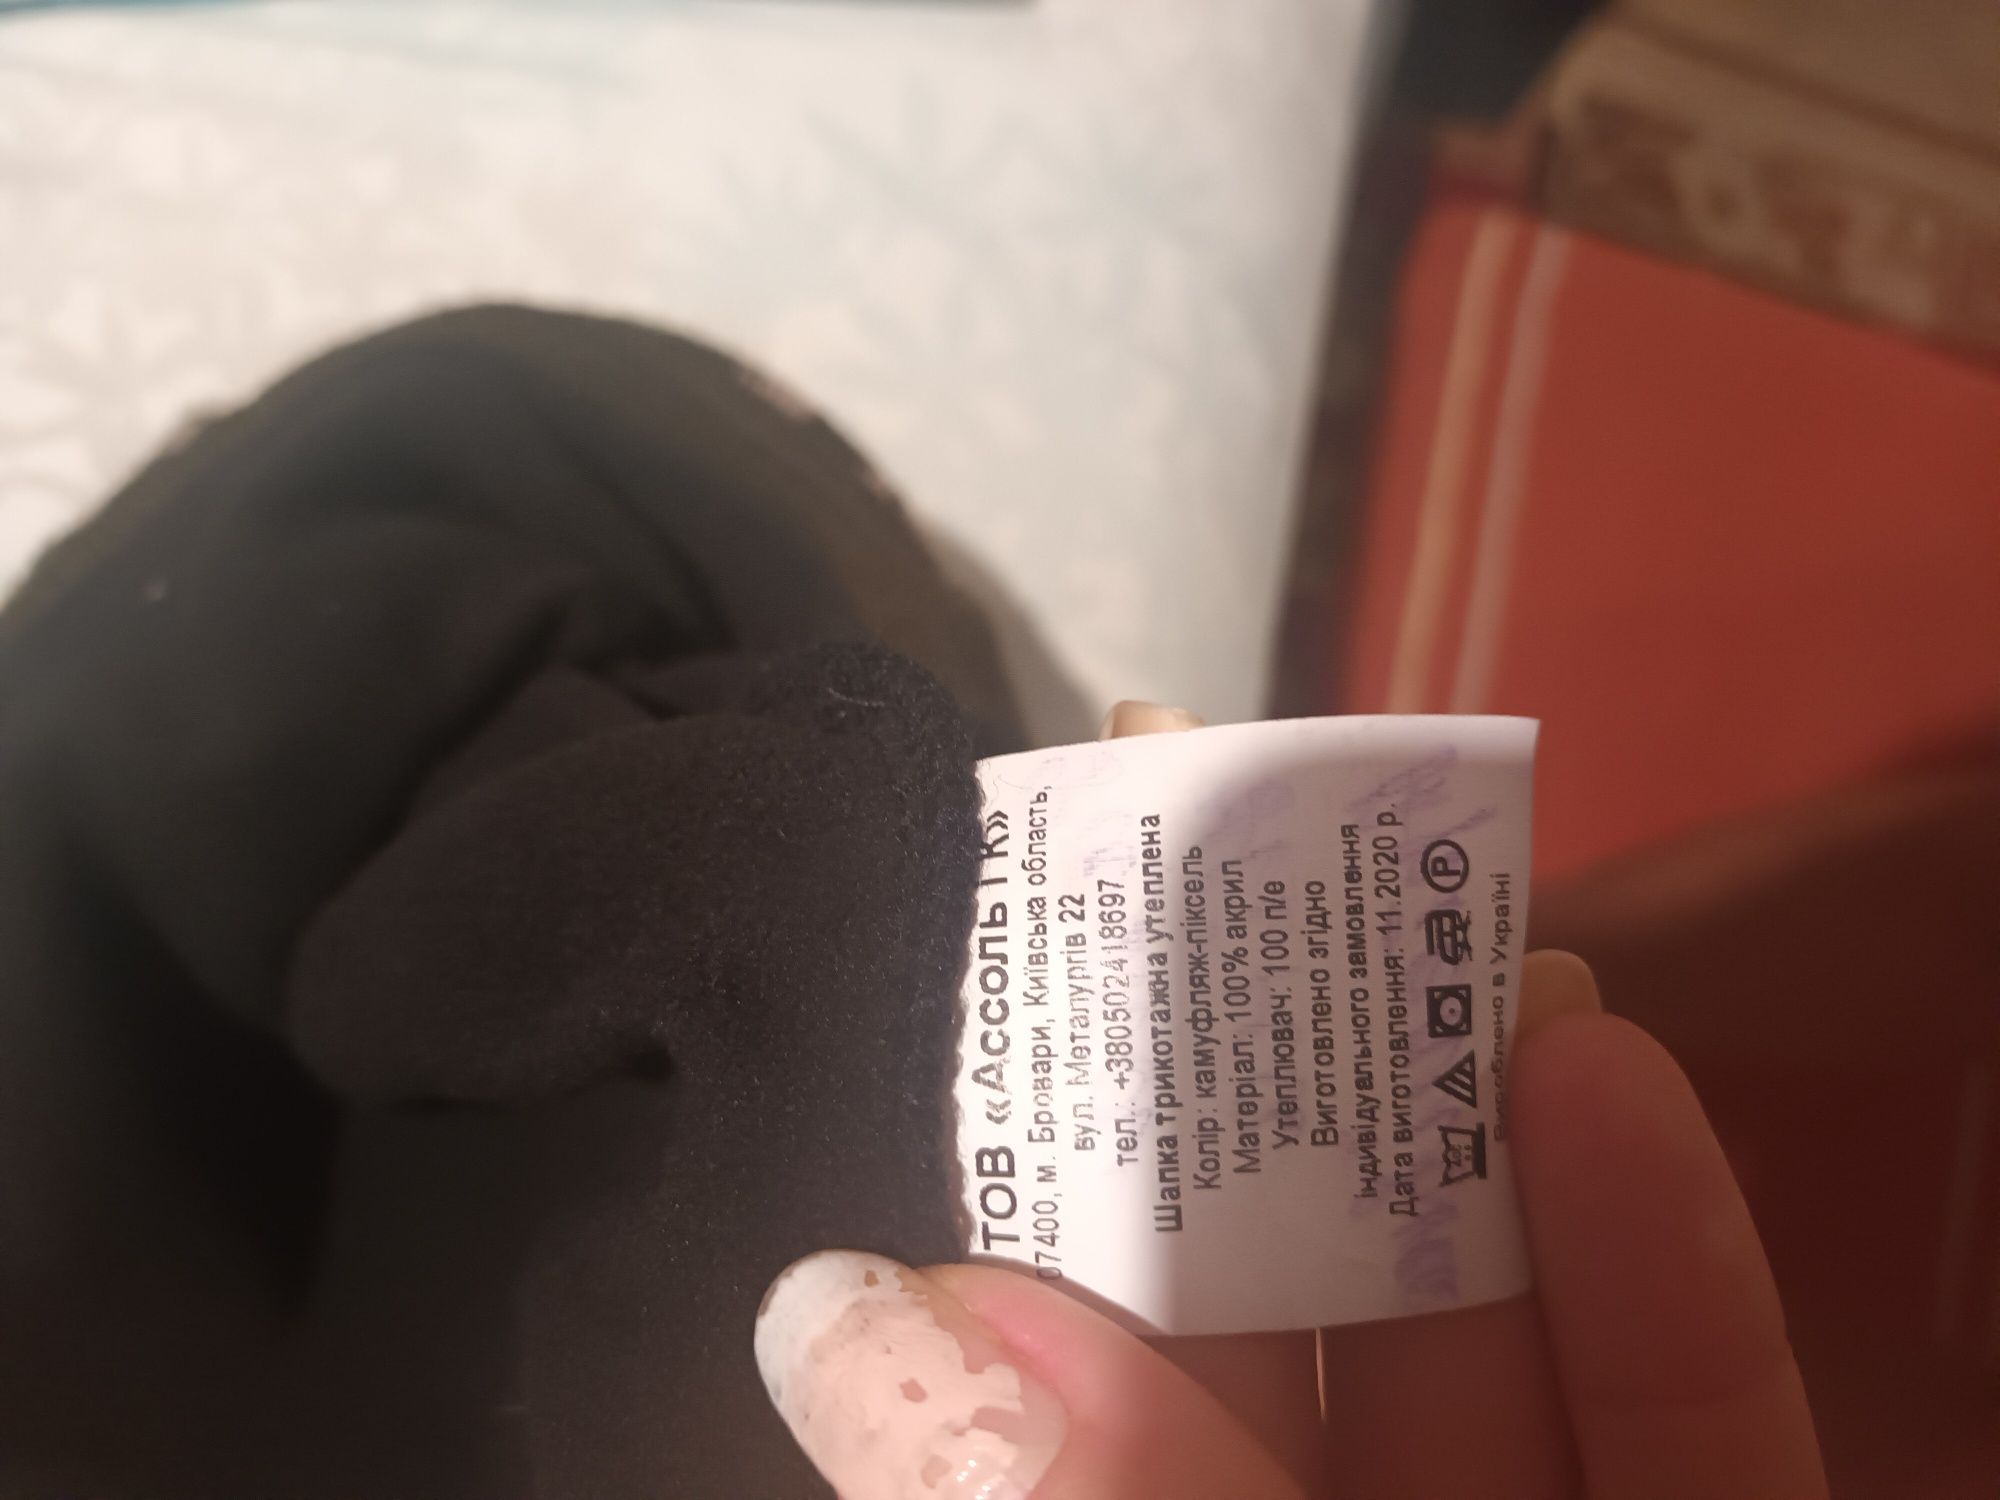 ТОВ «АССОЛЬ ІК»
07400, м. Бровари, Київська область,
вул. Металургів 22
тел.: +380502418697
Шапка трикотажна утеплена
Колір: камуфляж-піксель
Матеріал: 100% акрил
Утеплювач: 100 п/е
Виготовлено згідно
індивідуального замовлення
Дата виготовлення: 11.2020 р.
P
Вироблено в Україні